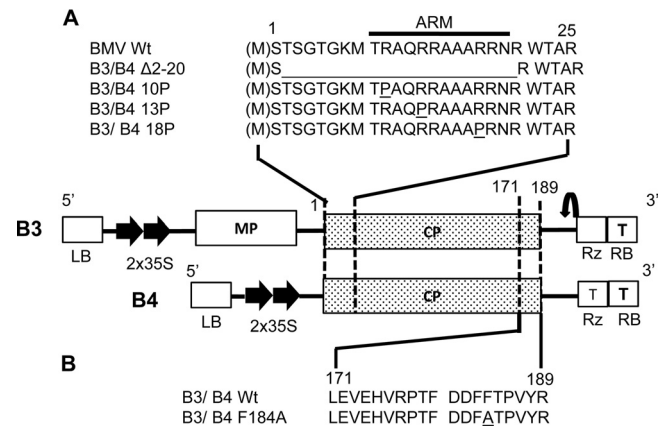 A
ARM
1 25
BMV Wt (M)STSGTGKM TRAQRRAAARRNR WTAR
B3/B4 Δ2-20 (M)S____________________R WTAR
B3/B4 10P (M)STSGTGKM TPAQRRAAARRNR WTAR
B3/B4 13P (M)STSGTGKM TRAQPRAAARRNR WTAR
B3/ B4 18P (M)STSGTGKM TRAQRRAAAPRNR WTAR
171
1 189
5’ 3’
B3 MP CP T
LB 2x35S Rz RB
5’ 3’
B4 CP T T
LB 2x35S Rz RB
B
171 189
B3/ B4 Wt LEVEHVRPTF DDFFTPVYR
B3/ B4 F184A LEVEHVRPTF DDFATPVYR